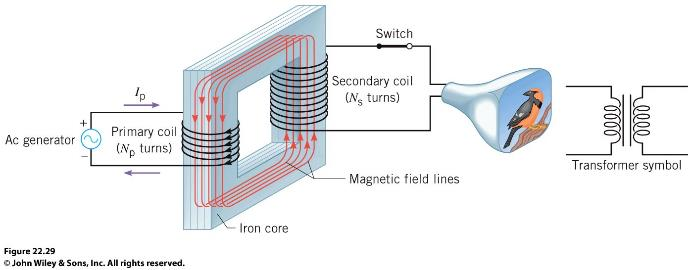 Switch
Secondary coil
(Ns turns)
Ip
+
Ac generator
Primary coil
(Np turns)
–
Transformer symbol
Magnetic field lines
Iron core
Figure 22.29
© John Wiley & Sons, Inc. All rights reserved.